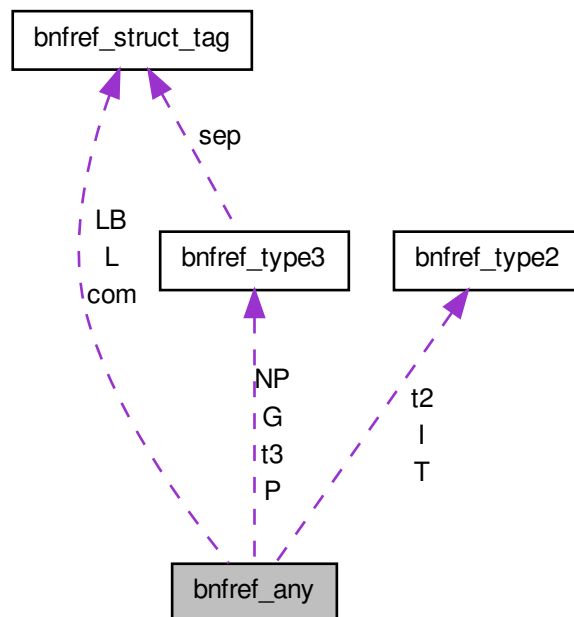 bnfref_struct_tag
sep
LB
L
com
bnfref_type3
bnfref_type2
NP
G
t3
P
t2
I
T
bnfref_any